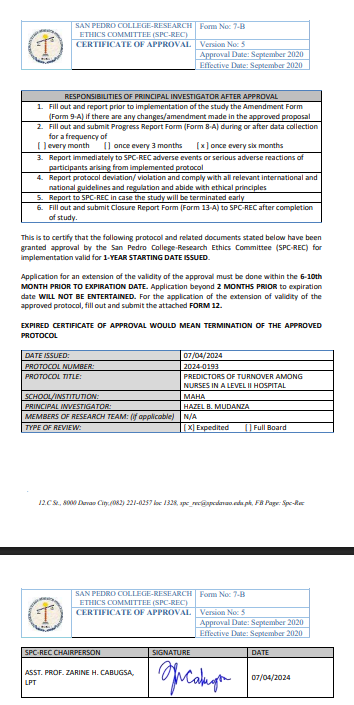 SAN PEDRO COLLEGE-RESEARCH
ETHICS COMMITTEE (SPC-REC)
CERTIFICATE OF APPROVAL
Form No: 7-B
Version No: 5
Approval Date: September 2020
Effective Date: September 2020
RESPONSIBILITIES OF PRINCIPAL INVESTIGATOR AFTER APPROVAL
1. Fill out and report prior to implementation of the study the Amendment Form
(Form 9-A) if there are any changes/amendment made in the approved proposal
2. Fill out and submit Progress Report Form (Form 8-A) during or after data collection
for a frequency of
[ ] every month [ ] once every 3 months [ x ] once every six months
3. Report immediately to SPC-REC adverse events or serious adverse reactions of
participants arising from implemented protocol
4. Report protocol deviation/ violation and comply with all relevant international and
national guidelines and regulation and abide with ethical principles
5. Report to SPC-REC in case the study will be terminated early
6. Fill out and submit Closure Report Form (Form 13-A) to SPC-REC after completion
of study.
This is to certify that the following protocol and related documents stated below have been
granted approval by the San Pedro College-Research Ethics Committee (SPC-REC) for
implementation valid for 1-YEAR STARTING DATE ISSUED.
Application for an extension of the validity of the approval must be done within the 6-10th
MONTH PRIOR TO EXPIRATION DATE. Application beyond 2 MONTHS PRIOR to expiration
date WILL NOT BE ENTERTAINED. For the application of the extension of validity of the
approved protocol, fill out and submit the attached FORM 12.
EXPIRED CERTIFICATE OF APPROVAL WOULD MEAN TERMINATION OF THE APPROVED
PROTOCOL
DATE ISSUED: 07/04/2024
PROTOCOL NUMBER: 2024-0193
PROTOCOL TITLE: PREDICTORS OF TURNOVER AMONG
NURSES IN A LEVEL II HOSPITAL
SCHOOL/INSTITUTION: MAHA
PRINCIPAL INVESTIGATOR: HAZEL B. MUDANZA
MEMBERS OF RESEARCH TEAM: (if applicable) N/A
TYPE OF REVIEW: [ X] Expedited [ ] Full Board
12.C St., 8000 Davao City,(082) 221-0257 loc 1328, spc_rec@spcdavao.edu.ph, FB Page: Spc-Rec
SAN PEDRO COLLEGE-RESEARCH
ETHICS COMMITTEE (SPC-REC)
CERTIFICATE OF APPROVAL
Form No: 7-B
Version No: 5
Approval Date: September 2020
Effective Date: September 2020
SPC-REC CHAIRPERSON SIGNATURE DATE
ASST. PROF. ZARINE H. CABUGSA,
LPT
07/04/2024